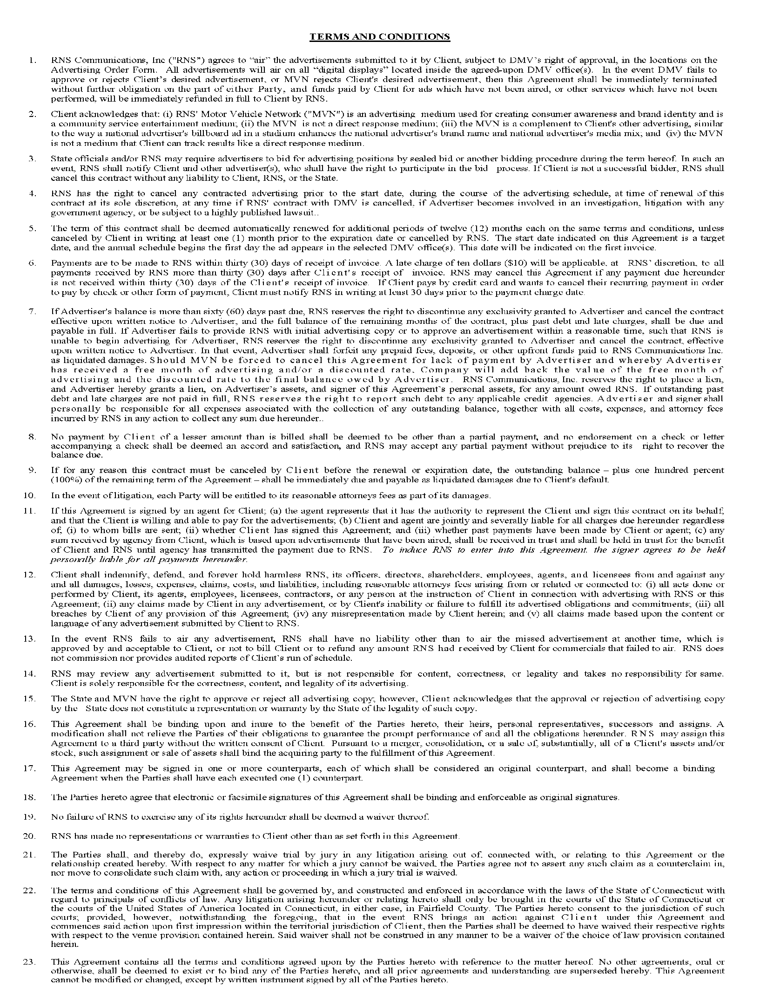 TERMS AND CONDITIONS
1. RNS Communications, Inc ("RNS") agrees to “air” the advertisements submitted to it by Client, subject to DMV’s right of approval, in the locations on the
Advertising Order Form. All advertisements will air on all “digital displays” located inside the agreed-upon DMV office(s). In the event DMV fails to
approve or rejects Client’s desired advertisement, or MVN rejects Client's desired advertisement, then this Agreement shall be immediately terminated
without further obligation on the part of either Party, and funds paid by Client for ads which have not been aired, or other services which have not been
performed, will be immediately refunded in full to Client by RNS.
2. Client acknowledges that: (i) RNS' Motor Vehicle Network ("MVN") is an advertising medium used for creating consumer awareness and brand identity and is
a community service entertainment medium; (ii) the MVN is not a direct response medium; (iii) the MVN is a complement to Client's other advertising, similar
to the way a national advertiser's billboard ad in a stadium enhances the national advertiser's brand name and national advertiser's media mix; and (iv) the MVN
is not a medium that Client can track results like a direct response medium.
3. State officials and/or RNS may require advertisers to bid for advertising positions by sealed bid or another bidding procedure during the term hereof. In such an
event, RNS shall notify Client and other advertiser(s), who shall have the right to participate in the bid process. If Client is not a successful bidder, RNS shall
cancel this contract without any liability to Client, RNS, or the State.
4. RNS has the right to cancel any contracted advertising prior to the start date, during the course of the advertising schedule, at time of renewal of this
contract at its sole discretion, at any time if RNS' contract with DMV is cancelled, if Advertiser becomes involved in an investigation, litigation with any
government agency, or be subject to a highly published lawsuit..
5. The term of this contract shall be deemed automatically renewed for additional periods of twelve (12) months each on the same terms and conditions, unless
canceled by Client in writing at least one (1) month prior to the expiration date or cancelled by RNS. The start date indicated on this Agreement is a target
date, and the annual schedule begins the first day the ad appears in the selected DMV office(s). This date will be indicated on the first invoice.
6. Payments are to be made to RNS within thirty (30) days of receipt of invoice. A late charge of ten dollars ($10) will be applicable, at RNS’ discretion, to all
payments received by RNS more than thirty (30) days after Client's receipt of invoice. RNS may cancel this Agreement if any payment due hereunder
is not received within thirty (30) days of the Client's receipt of invoice. If Client pays by credit card and wants to cancel their recurring payment in order
to pay by check or other form of payment, Client must notify RNS in writing at least 30 days prior to the payment charge date.
7. If Advertiser's balance is more than sixty (60) days past due, RNS reserves the right to discontinue any exclusivity granted to Advertiser and cancel the contract
effective upon written notice to Advertiser, and the full balance of the remaining months of the contract, plus past debt and late charges, shall be due and
payable in full. If Advertiser fails to provide RNS with initial advertising copy or to approve an advertisement within a reasonable time, such that RNS is
unable to begin advertising for Advertiser, RNS reserves the right to discontinue any exclusivity granted to Advertiser and cancel the contract, effective
upon written notice to Advertiser. In that event, Advertiser shall forfeit any prepaid fees, deposits, or other upfront funds paid to RNS Communications Inc.
as liquidated damages. Should MVN be forced to cancel this Agreement for lack of payment by Advertiser and whereby Advertiser
has received a free month of advertising and/or a discounted rate, Company will add back the value of the free month of
advertising and the discounted rate to the final balance owed by Advertiser. RNS Communications, Inc. reserves the right to place a lien,
and Advertiser hereby grants a lien, on Advertiser’s assets, and signer of this Agreement’s personal assets, for any amount owed RNS. If outstanding past
debt and late charges are not paid in full, RNS reserves the right to report such debt to any applicable credit agencies. Advertiser and signer shall
personally be responsible for all expenses associated with the collection of any outstanding balance, together with all costs, expenses, and attorney fees
incurred by RNS in any action to collect any sum due hereunder..
8. No payment by Client of a lesser amount than is billed shall be deemed to be other than a partial payment, and no endorsement on a check or letter
accompanying a check shall be deemed an accord and satisfaction, and RNS may accept any partial payment without prejudice to its right to recover the
balance due.
9. If for any reason this contract must be canceled by Client before the renewal or expiration date, the outstanding balance – plus one hundred percent
(100%) of the remaining term of the Agreement – shall be immediately due and payable as liquidated damages due to Client's default.
10. In the event of litigation, each Party will be entitled to its reasonable attorneys fees as part of its damages.
11. If this Agreement is signed by an agent for Client; (a) the agent represents that it has the authority to represent the Client and sign this contract on its behalf;
and that the Client is willing and able to pay for the advertisements; (b) Client and agent are jointly and severally liable for all charges due hereunder regardless
of; (i) to whom bills are sent; (ii) whether Client has signed this Agreement; and (iii) whether past payments have been made by Client or agent; (c) any
sum received by agency from Client, which is based upon advertisements that have been aired, shall be received in trust and shall be held in trust for the benefit
of Client and RNS until agency has transmitted the payment due to RNS. To induce RNS to enter into this Agreement, the signer agrees to be held
personally liable for all payments hereunder.
12. Client shall indemnify, defend, and forever hold harmless RNS, its officers, directors, shareholders, employees, agents, and licensees from and against any
and all damages, losses, expenses, claims, costs, and liabilities, including reasonable attorneys fees arising from or related or connected to: (i) all acts done or
performed by Client, its agents, employees, licensees, contractors, or any person at the instruction of Client in connection with advertising with RNS or this
Agreement; (ii) any claims made by Client in any advertisement, or by Client's inability or failure to fulfill its advertised obligations and commitments; (iii) all
breaches by Client of any provision of this Agreement; (iv) any misrepresentation made by Client herein; and (v) all claims made based upon the content or
language of any advertisement submitted by Client to RNS.
13. In the event RNS fails to air any advertisement, RNS shall have no liability other than to air the missed advertisement at another time, which is
approved by and acceptable to Client, or not to bill Client or to refund any amount RNS had received by Client for commercials that failed to air. RNS does
not commission nor provides audited reports of Client’s run of schedule.
14. RNS may review any advertisement submitted to it, but is not responsible for content, correctness, or legality and takes no responsibility for same.
Client is solely responsible for the correctness, content, and legality of its advertising.
15. The State and MVN have the right to approve or reject all advertising copy; however, Client acknowledges that the approval or rejection of advertising copy
by the State does not constitute a representation or warranty by the State of the legality of such copy.
16. This Agreement shall be binding upon and inure to the benefit of the Parties hereto, their heirs, personal representatives, successors and assigns. A
modification shall not relieve the Parties of their obligations to guarantee the prompt performance of and all the obligations hereunder. RNS may assign this
Agreement to a third party without the written consent of Client. Pursuant to a merger, consolidation, or a sale of, substantially, all of a Client's assets and/or
stock, such assignment or sale of assets shall bind the acquiring party to the fulfillment of this Agreement.
17. This Agreement may be signed in one or more counterparts, each of which shall be considered an original counterpart, and shall become a binding
Agreement when the Parties shall have each executed one (1) counterpart.
18. The Parties hereto agree that electronic or facsimile signatures of this Agreement shall be binding and enforceable as original signatures.
19. No failure of RNS to exercise any of its rights hereunder shall be deemed a waiver thereof.
20. RNS has made no representations or warranties to Client other than as set forth in this Agreement.
21. The Parties shall, and thereby do, expressly waive trial by jury in any litigation arising out of, connected with, or relating to this Agreement or the
relationship created hereby. With respect to any matter for which a jury cannot be waived, the Parties agree not to assert any such claim as a counterclaim in,
nor move to consolidate such claim with, any action or proceeding in which a jury trial is waived.
22. The terms and conditions of this Agreement shall be governed by, and constructed and enforced in accordance with the laws of the State of Connecticut with
regard to principals of conflicts of law. Any litigation arising hereunder or relating hereto shall only be brought in the courts of the State of Connecticut or
the courts of the United States of America located in Connecticut, in either case, in Fairfield County. The Parties hereto consent to the jurisdiction of such
courts; provided, however, notwithstanding the foregoing, that in the event RNS brings an action against Client under this Agreement and
commences said action upon first impression within the territorial jurisdiction of Client, then the Parties shall be deemed to have waived their respective rights
with respect to the venue provision contained herein. Said waiver shall not be construed in any manner to be a waiver of the choice of law provision contained
herein.
23. This Agreement contains all the terms and conditions agreed upon by the Parties hereto with reference to the matter hereof. No other agreements, oral or
otherwise, shall be deemed to exist or to bind any of the Parties hereto, and all prior agreements and understanding are superseded hereby. This Agreement
cannot be modified or changed, except by written instrument signed by all of the Parties hereto.